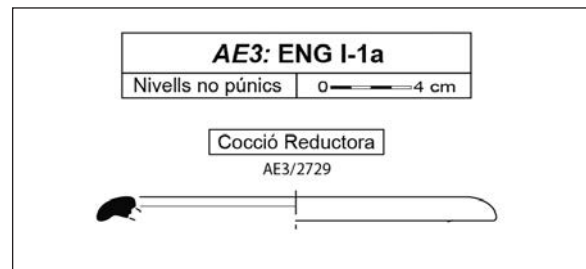 AE3: ENG I-1a
Nivells no púnics 0 4 cm
Cocció Reductora
AE3/2729